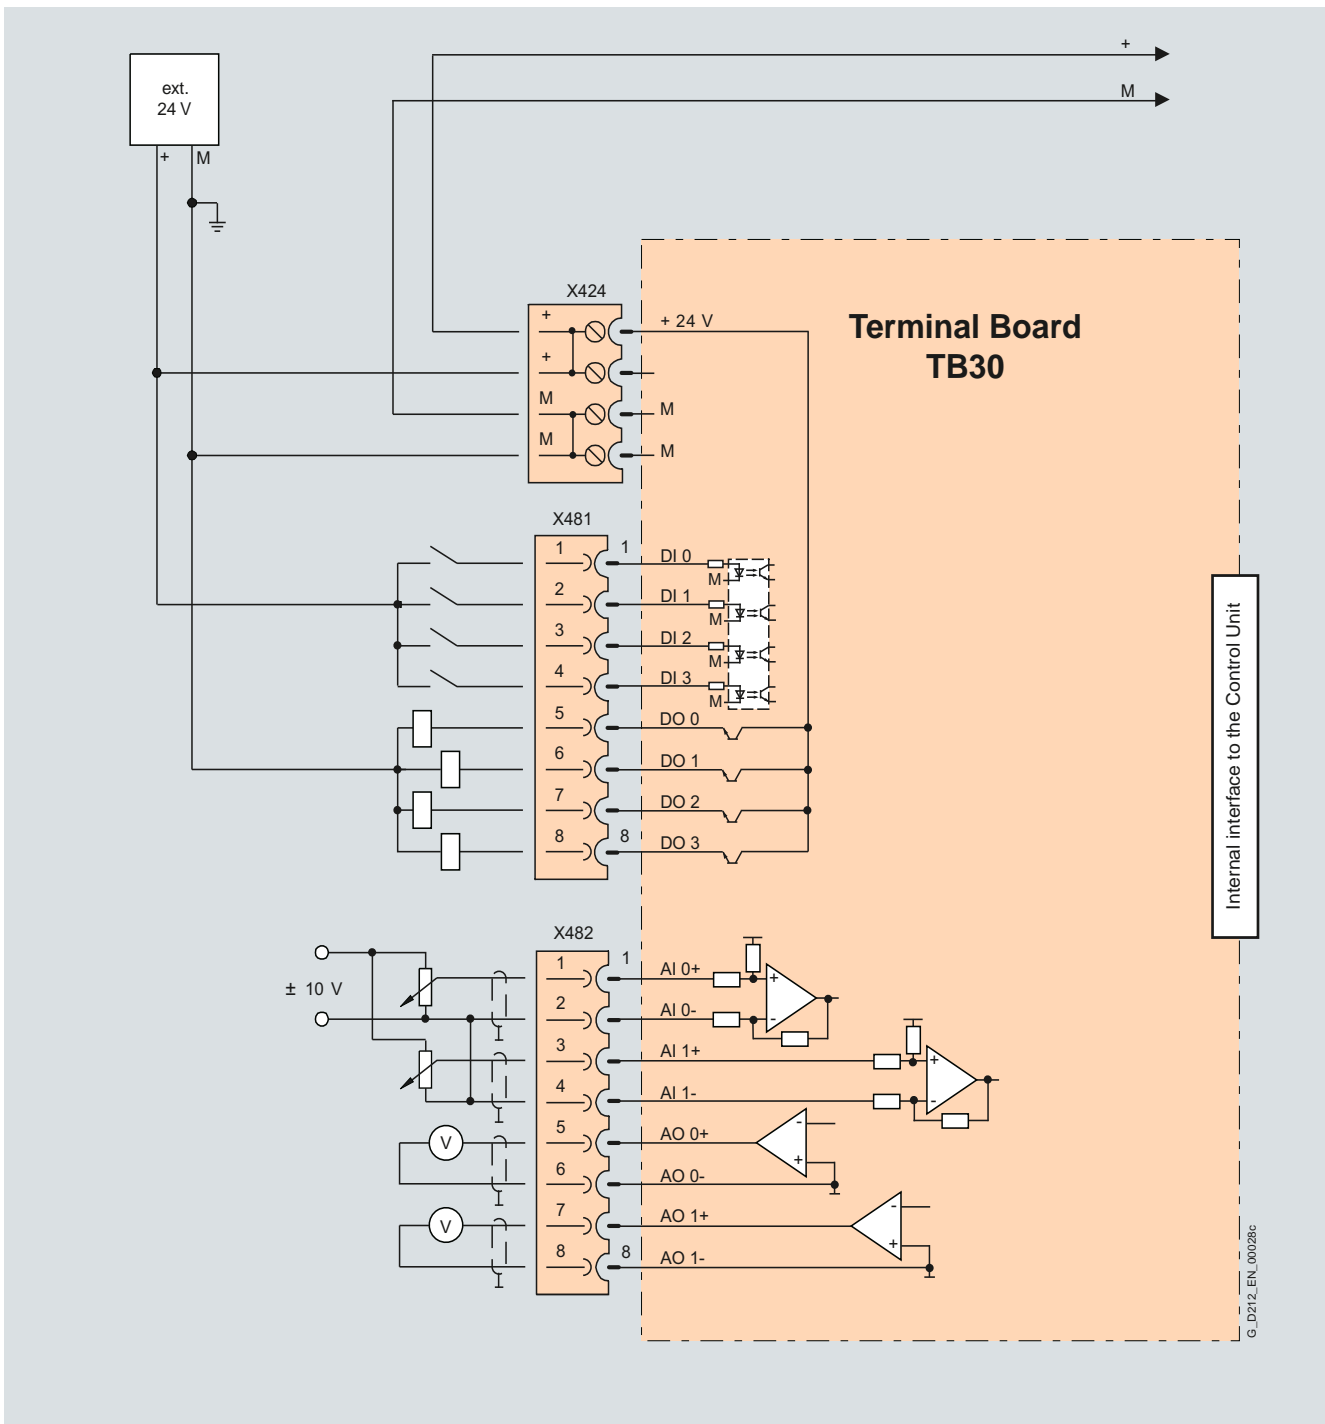 +
M
ext.
24 V
+ M
X424
+ + 24 V
+
M M
M M
Terminal Board
TB30
X481
1 1 DI 0
M
2 DI 1
M
3 DI 2
M
4 DI 3
M
5 DO 0
6 DO 1
7 DO 2
8 8 DO 3
Internal interface to the Control Unit
X482
± 10 V
1 1 AI 0+ +
2 AI 0- -
3 AI 1+ +
4 AI 1- -
V 5 AO 0+ -
6 AO 0- +
V 7 AO 1+ -
8 8 AO 1- +
G_D212_EN_00028c